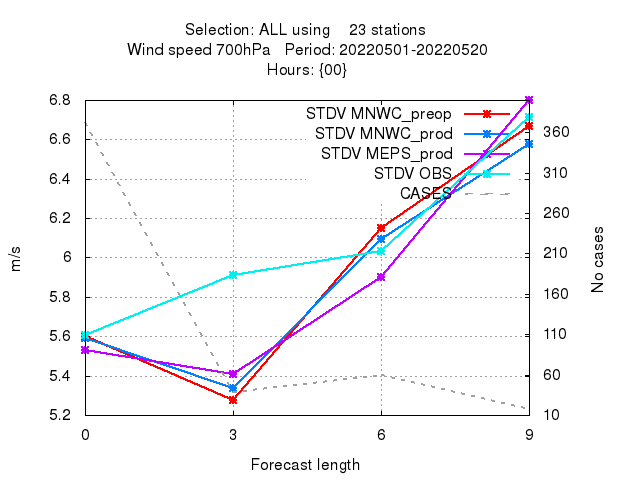 Selection: ALL using 23 stations
Wind speed 700hPa Period: 20220501-20220520
Hours: {00}
STDV MNWC_preop
STDV MNWC_prod
STDV MEPS_prod
STDV OBS
CASES
6.8
6.6
6.4
6.2
6
5.8
5.6
5.4
5.2
m/s
360
310
260
210
160
110
60
10
No cases
0 3 6 9
Forecast length